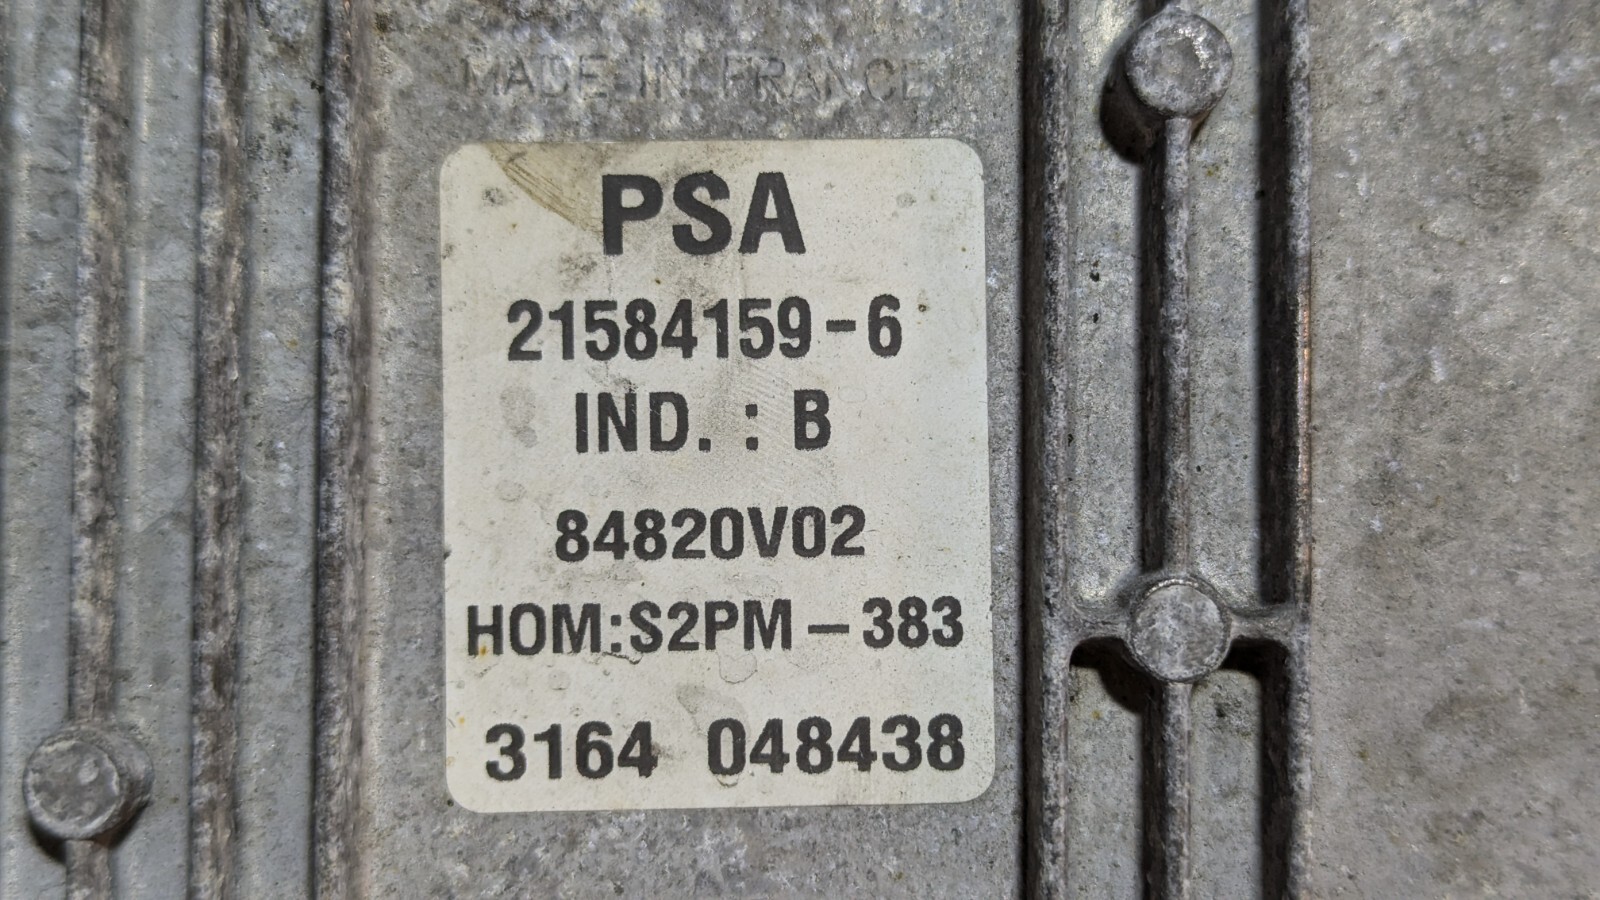 MADE IN FRANCE
PSA
21584159-6
IND. : B
84820V02
HOM:S2PM-383
3164 048438